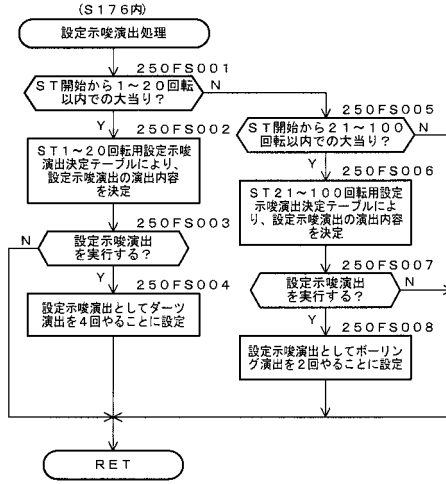 (S176内)
設定示唆演出処理
250FS001
ST開始から1~20回転
以内での大当り?
N
Y
250FS002
ST1~20回転用設定示唆
演出決定テーブルにより、
設定示唆演出の演出内容
を決定
250FS003
N
設定示唆演出
を実行する?
Y
250FS004
設定示唆演出としてダーツ
演出を4回やることに設定
250FS005
ST開始から21~100
回転以内での大当り?
N
Y
250FS006
ST21~100回転用設定
示唆演出決定テーブルによ
り、設定示唆演出の演出内容
を決定
250FS007
設定示唆演出
を実行する?
N
Y
250FS008
設定示唆演出としてボーリン
グ演出を2回やることに設定
RET